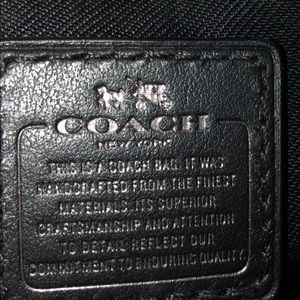 COACH
NEW YORK
THIS IS A COACH BAG. IT WAS
HANDCRAFTED FROM THE FINEST
MATERIALS. ITS SUPERIOR
CRAFTSMANSHIP AND ATTENTION
TO DETAIL REFLECT OUR
COMMITMENT TO ENDURING QUALITY.